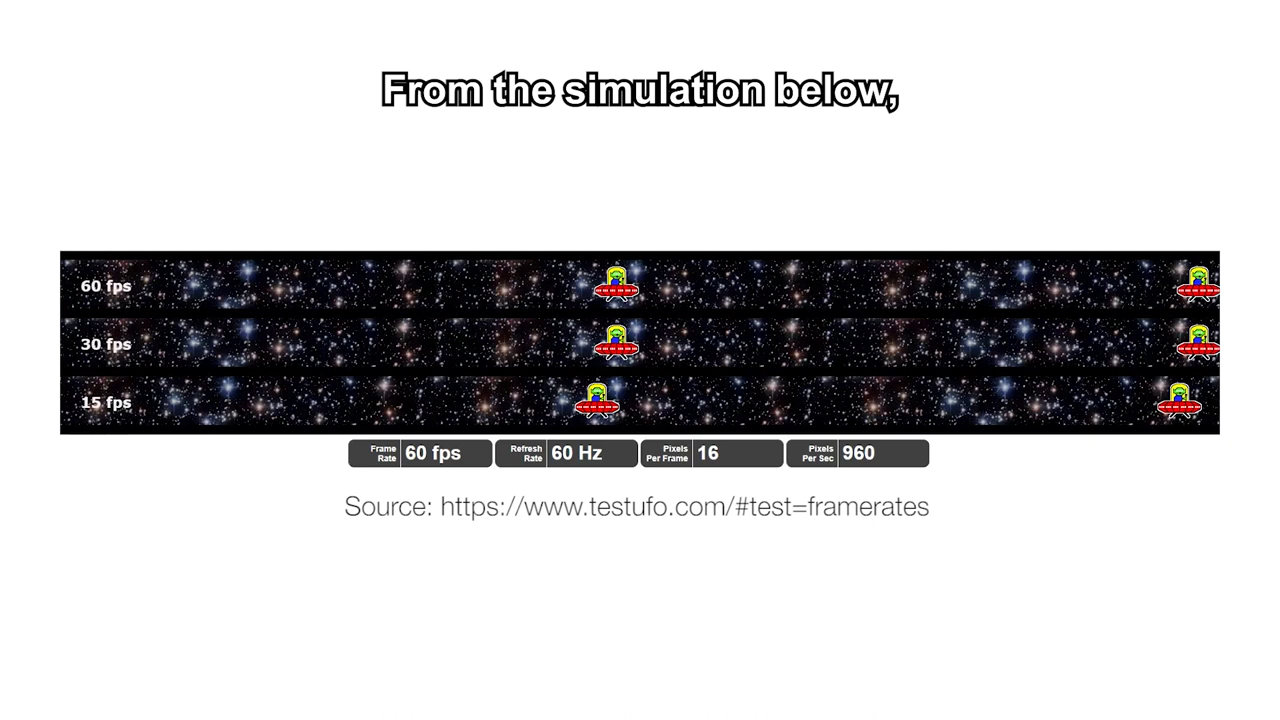 From the simulation below,
60 fps
30 fps
15 fps
Frame Rate 60 fps Refresh Rate 60 Hz Pixels Per Frame 16 Pixels Per Sec 960
Source: https://www.testufo.com/#test=framerates